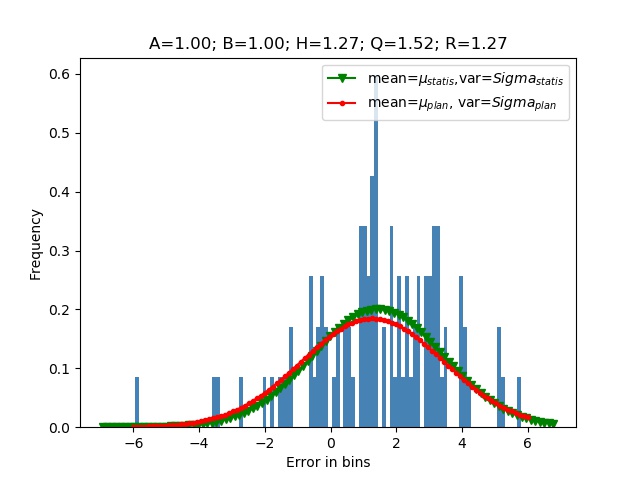 A=1.00; B=1.00; H=1.27; Q=1.52; R=1.27
mean=μstatis,var=Sigmastatis
mean=μplan, var=Sigmaplan
0.6
0.5
0.4
0.3
0.2
0.1
0.0
Frequency
−6 −4 −2 0 2 4 6
Error in bins